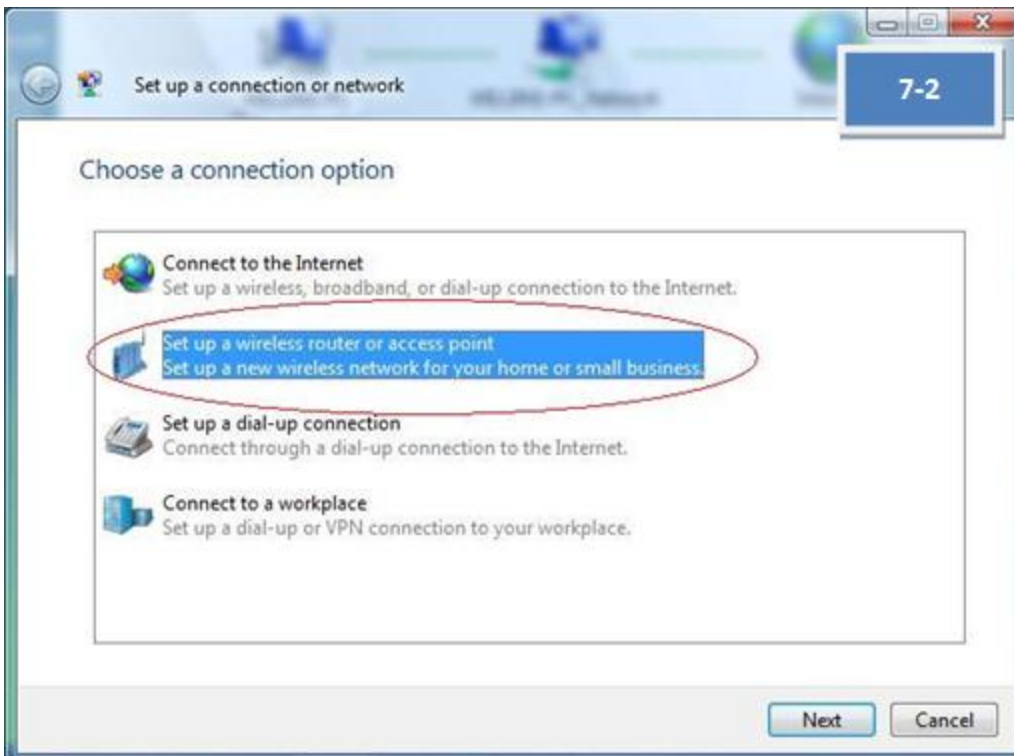 Set up a connection or network
7-2
Choose a connection option
Connect to the Internet
Set up a wireless, broadband, or dial-up connection to the Internet.
Set up a wireless router or access point
Set up a new wireless network for your home or small business.
Set up a dial-up connection
Connect through a dial-up connection to the Internet.
Connect to a workplace
Set up a dial-up or VPN connection to your workplace.
Next
Cancel